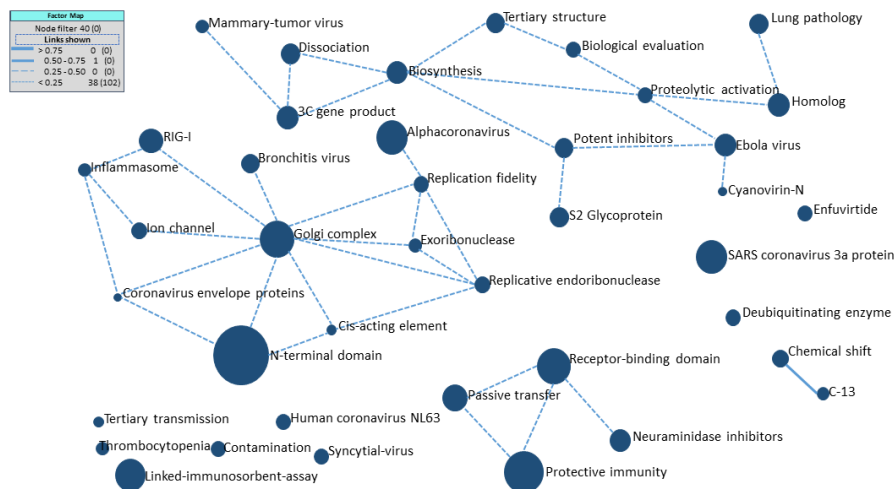 Factor Map
Node filter 40 (0)
Links shown
> 0.75 0 (0)
0.50 - 0.75 1 (0)
0.25 - 0.50 0 (0)
< 0.25 38 (102)
Mammary-tumor virus
Tertiary structure
Lung pathology
Dissociation
Biological evaluation
Biosynthesis
Proteolytic activation
Homolog
3C gene product
RIG-I
Alphacoronavirus
Potent inhibitors
Ebola virus
Inflammasome
Bronchitis virus
Replication fidelity
Cyanovirin-N
Ion channel
Golgi complex
Exoribonuclease
S2 Glycoprotein
Enfuvirtide
SARS coronavirus 3a protein
Coronavirus envelope proteins
Replicative endoribonuclease
Cis-acting element
Deubiquitinating enzyme
N-terminal domain
Receptor-binding domain
Chemical shift
Passive transfer
C-13
Tertiary transmission
Human coronavirus NL63
Neuraminidase inhibitors
Thrombocytopenia
Contamination
Syncytial-virus
Linked-immunosorbent-assay
Protective immunity